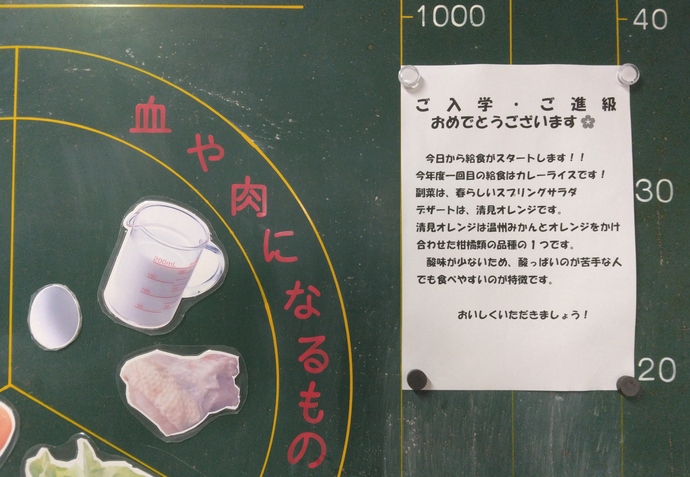 血や肉になるもの
200mL
1000
40
30
20
ご入学・ご進級
おめでとうございます
今日から給食がスタートします！！
今年度一回目の給食はカレーライスです！
副菜は、春らしいスプリングサラダ
デザートは、清見オレンジです。
清見オレンジは温州みかんとオレンジをかけ
合わせた柑橘類の品種の１つです。
酸味が少ないため、酸っぱいのが苦手な人
でも食べやすいのが特徴です。
おいしくいただきましょう！